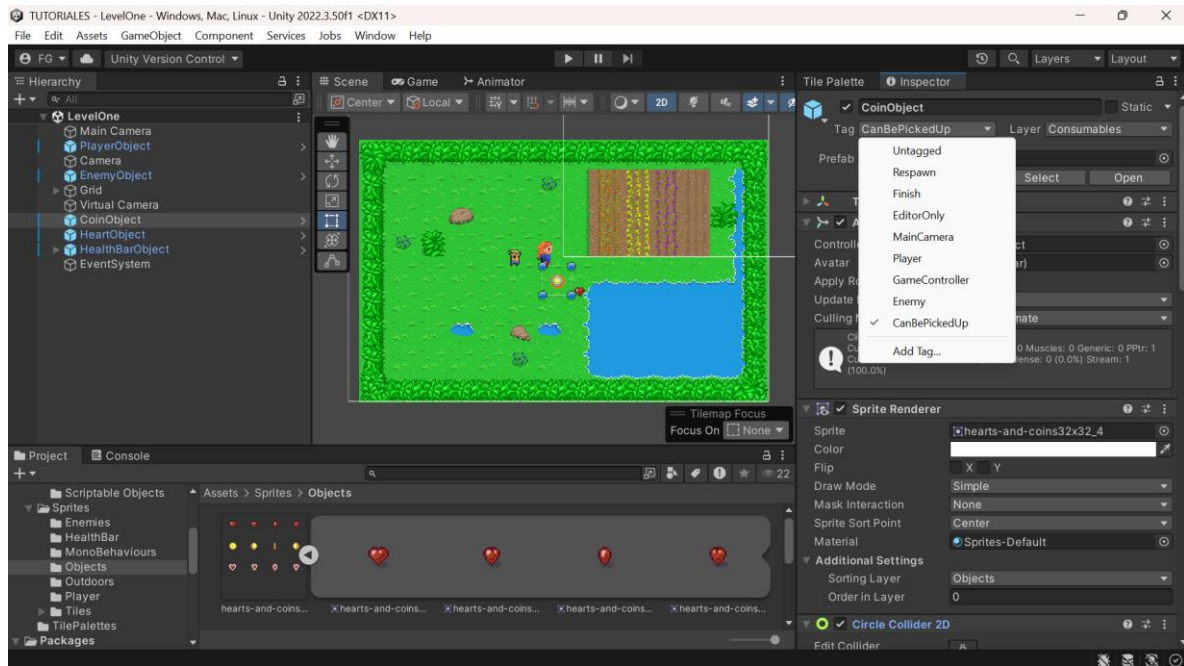 TUTORIALES - LevelOne - Windows, Mac, Linux - Unity 2022.3.50f1 <DX11>
File Edit Assets GameObject Component Services Jobs Window Help
FG Unity Version Control Layers Layout
Hierarchy
All
LevelOne
Main Camera
PlayerObject
Camera
EnemyObject
Grid
Virtual Camera
CoinObject
HeartObject
HealthBarObject
EventSystem
Scene Game Animator
Center Local 2D
Tilemap Focus
Focus On None
Tile Palette Inspector
CoinObject Static
Tag CanBePickedUp Layer Consumables
Prefab
Select Open
Untagged
Respawn
Finish
EditorOnly
MainCamera
Player
GameController
Enemy
CanBePickedUp
Add Tag...
Avatar
Apply
Update
Culling
0 Muscles: 0 Generic: 0 PPtr: 1
0 (0.0%) Stream: 1
(100.0%)
Sprite Renderer
Sprite hearts-and-coins32x32_4
Color
Flip X Y
Draw Mode Simple
Mask Interaction None
Sprite Sort Point Center
Material Sprites-Default
Additional Settings
Sorting Layer Objects
Order in Layer 0
Circle Collider 2D
Edit Collider
Project Console
22
Scriptable Objects
Sprites
Enemies
HealthBar
MonoBehaviours
Objects
Outdoors
Player
Tiles
TilePalettes
Packages
Assets > Sprites > Objects
hearts-and-coins... hearts-and-coins... hearts-and-coins... hearts-and-coins... hearts-and-coins...